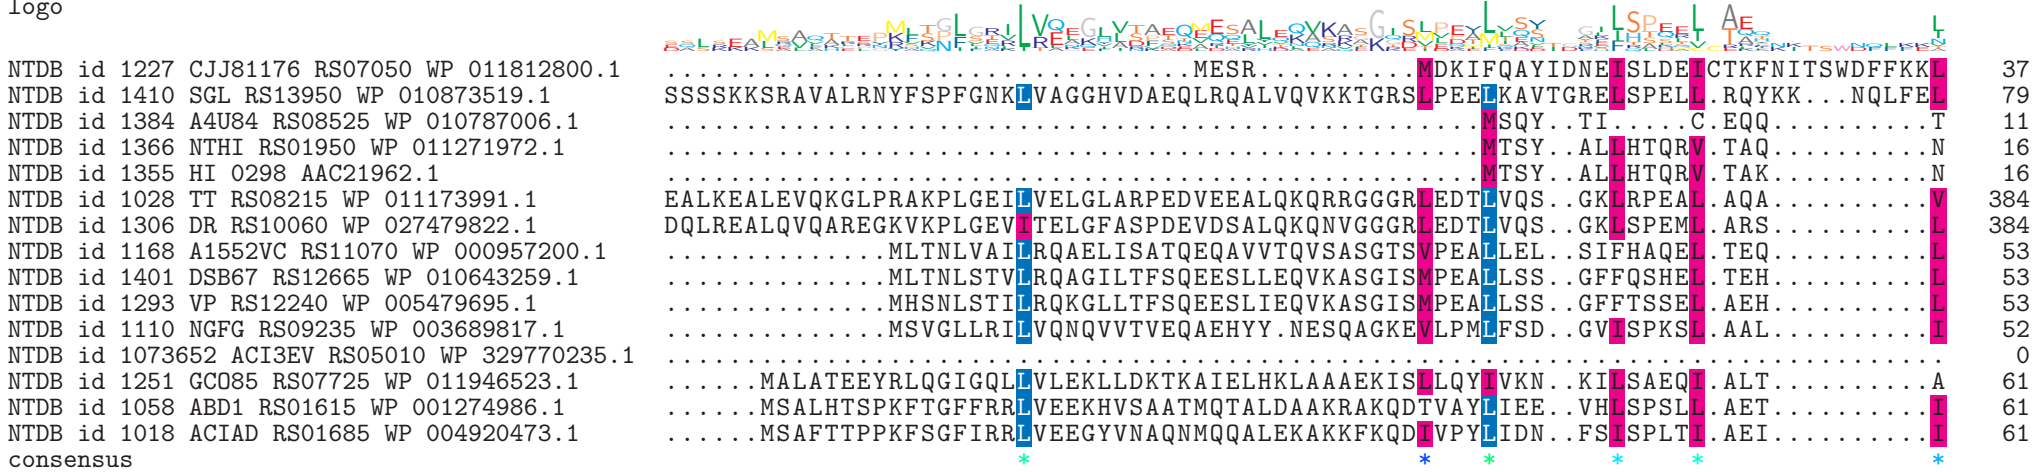 logo
NTDB id 1227 CJJ81176 RS07050 WP 011812800.1 .................................MESR..........MDKIFQAYIDNEISLDEICTKFNITSWDFFKKL 37
NTDB id 1410 SGL RS13950 WP 010873519.1 SSSSKKSRAVALRNYFSPFGNKLVAGGHVDAEQLRQALVQVKKTGRSLPEELKAVTGRELSPELL.RQYKK...NQLFEL 79
NTDB id 1384 A4U84 RS08525 WP 010787006.1 ...................................................MSQY..TI.....C.EQQ..........T 11
NTDB id 1366 NTHI RS01950 WP 011271972.1 ...................................................MTSY..ALLHTQRV.TAQ..........N 16
NTDB id 1355 HI 0298 AAC21962.1 ...................................................MTSY..ALLHTQRV.TAK..........N 16
NTDB id 1028 TT RS08215 WP 011173991.1 EALKEALEVQKGLPRAKPLGEILVELGLARPEDVEEALQKQRRGGGRLEDTLVQS..GKLRPEAL.AQA..........V 384
NTDB id 1306 DR RS10060 WP 027479822.1 DQLREALQVQAREGKVKPLGEVITELGFASPDEVDSALQKQNVGGGRLEDTLVQS..GKLSPEML.ARS..........L 384
NTDB id 1168 A1552VC RS11070 WP 000957200.1 ..............MLTNLVAILRQAELISATQEQAVVTQVSASGTSVPEALLEL..SIFHAQEL.TEQ..........L 53
NTDB id 1401 DSB67 RS12665 WP 010643259.1 ..............MLTNLSTVLRQAGILTFSQEESLLEQVKASGISMPEALLSS..GFFQSHEL.TEH..........L 53
NTDB id 1293 VP RS12240 WP 005479695.1 ..............MHSNLSTILRQKGLLTFSQEESLIEQVKASGISMPEALLSS..GFFTSSEL.AEH..........L 53
NTDB id 1110 NGFG RS09235 WP 003689817.1 ..............MSVGLLRILVQNQVVTVEQAEHYY.NESQAGKEVLPMLFSD..GVISPKSL.AAL..........I 52
NTDB id 1073652 ACI3EV RS05010 WP 329770235.1 ................................................................................ 0
NTDB id 1251 GCO85 RS07725 WP 011946523.1 ......MALATEEYRLQGIGQLLVLEKLLDKTKAIELHKLAAAEKISLLQYIVKN..KILSAEQI.ALT..........A 61
NTDB id 1058 ABD1 RS01615 WP 001274986.1 ......MSALHTSPKFTGFFRRLVEEKHVSAATMQTALDAAKRAKQDTVAYLIEE..VHLSPSLL.AET..........I 61
NTDB id 1018 ACIAD RS01685 WP 004920473.1 ......MSAFTTPPKFSGFIRRLVEEGYVNAQNMQQALEKAKKFKQDIVPYLIDN..FSISPLTI.AEI..........I 61
consensus * * * * * *